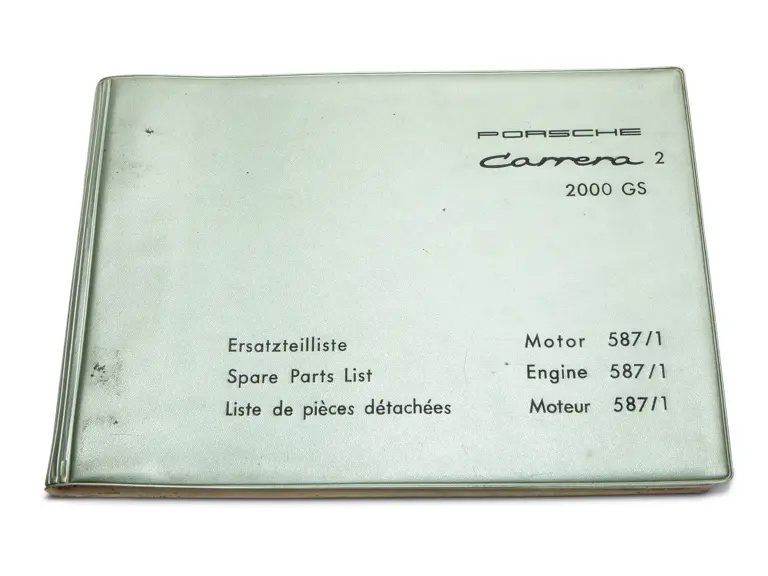 PORSCHE
Carrera 2
2000 GS
Ersatzteilliste Motor 587/1
Spare Parts List Engine 587/1
Liste de pièces détachées Moteur 587/1